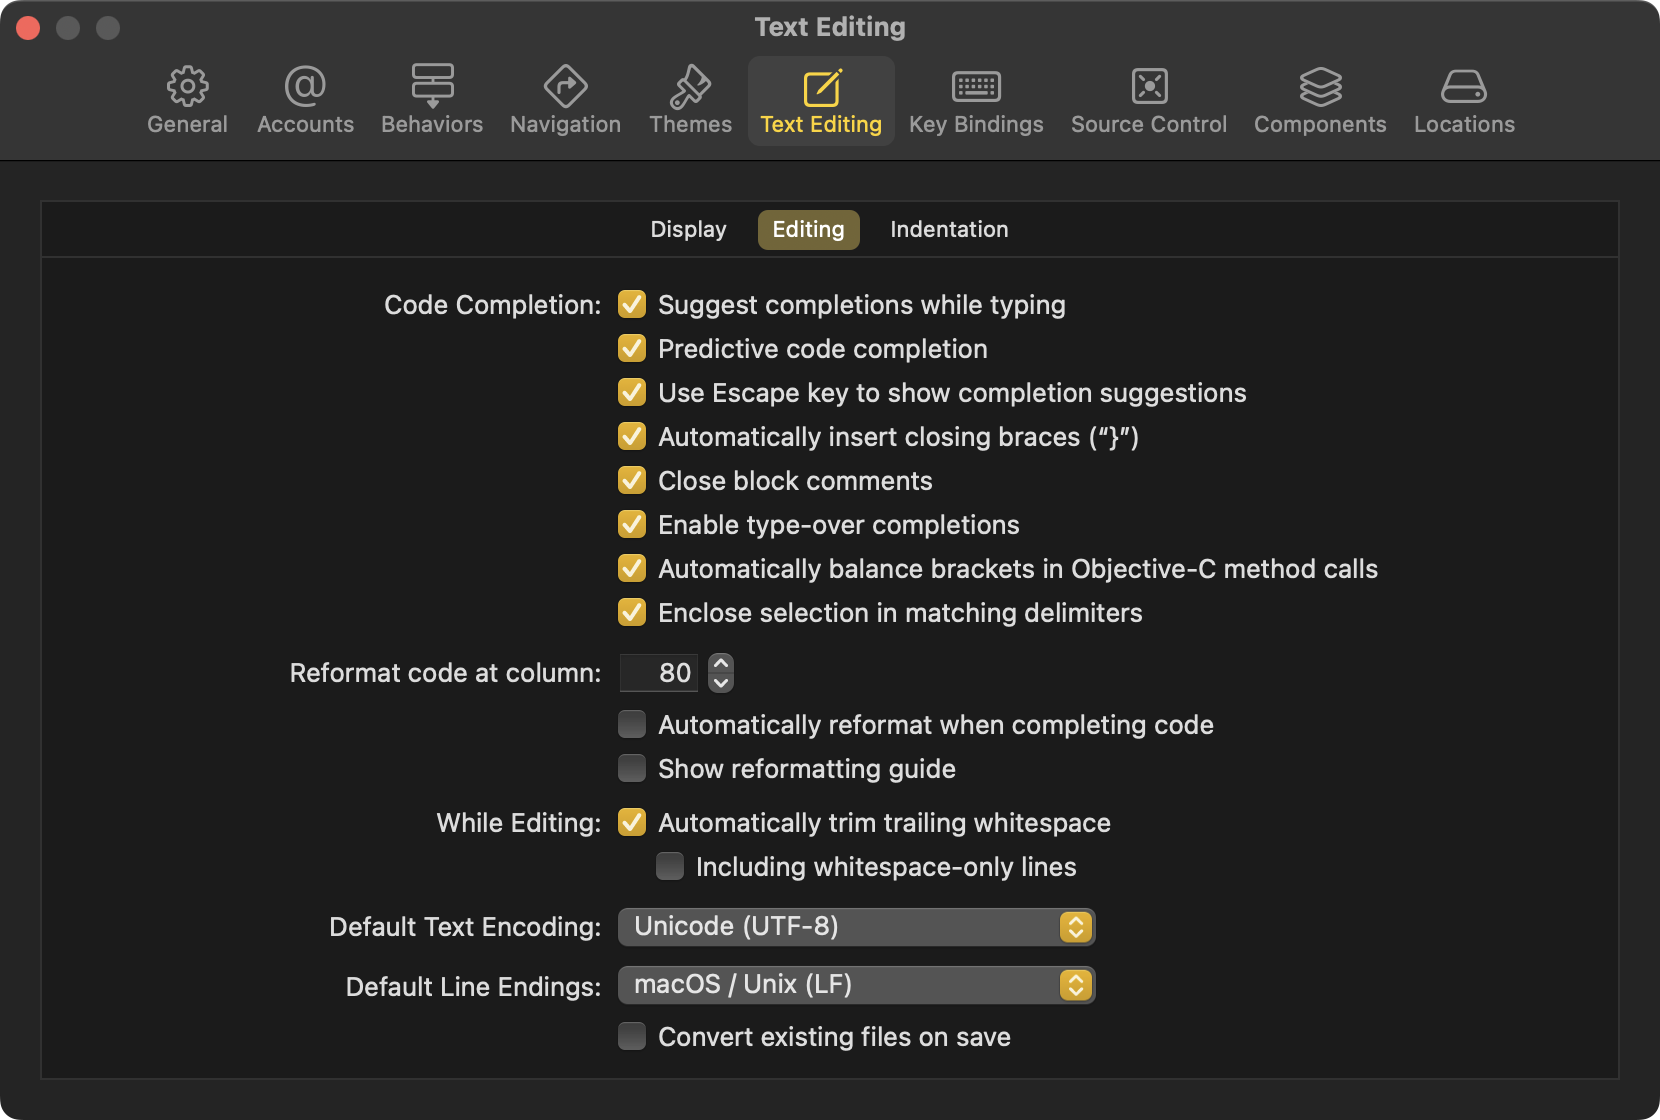 Text Editing
General Accounts Behaviors Navigation Themes Text Editing Key Bindings Source Control Components Locations
Display Editing Indentation
Code Completion: Suggest completions while typing
Predictive code completion
Use Escape key to show completion suggestions
Automatically insert closing braces (“}”)
Close block comments
Enable type-over completions
Automatically balance brackets in Objective-C method calls
Enclose selection in matching delimiters
Reformat code at column: 80
Automatically reformat when completing code
Show reformatting guide
While Editing: Automatically trim trailing whitespace
Including whitespace-only lines
Default Text Encoding: Unicode (UTF-8)
Default Line Endings: macOS / Unix (LF)
Convert existing files on save